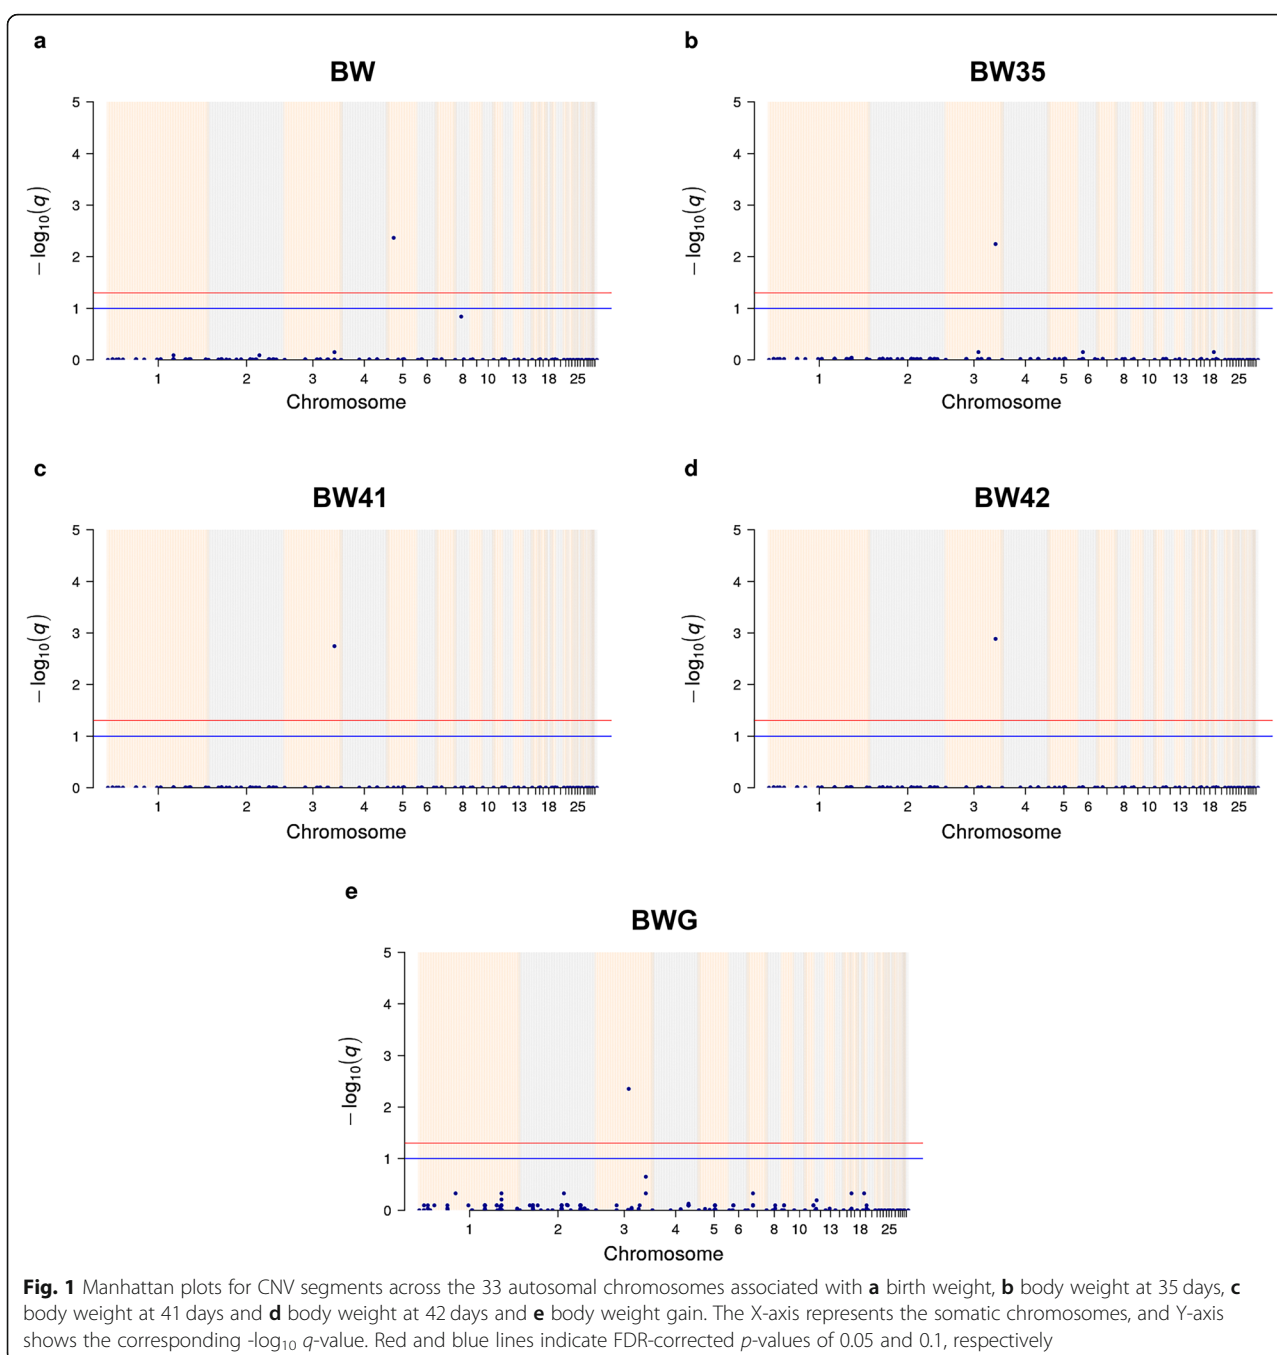 a
BW
5
4
3
2
1
0
− log10(q)
1 2 3 4 5 6 8 10 13 18 25
Chromosome
b
BW35
5
4
3
2
1
0
− log10(q)
1 2 3 4 5 6 8 10 13 18 25
Chromosome
c
BW41
5
4
3
2
1
0
− log10(q)
1 2 3 4 5 6 8 10 13 18 25
Chromosome
d
BW42
5
4
3
2
1
0
− log10(q)
1 2 3 4 5 6 8 10 13 18 25
Chromosome
e
BWG
5
4
3
2
1
0
− log10(q)
1 2 3 4 5 6 8 10 13 18 25
Chromosome
Fig. 1 Manhattan plots for CNV segments across the 33 autosomal chromosomes associated with a birth weight, b body weight at 35 days, c
body weight at 41 days and d body weight at 42 days and e body weight gain. The X-axis represents the somatic chromosomes, and Y-axis
shows the corresponding -log10 q-value. Red and blue lines indicate FDR-corrected p-values of 0.05 and 0.1, respectively